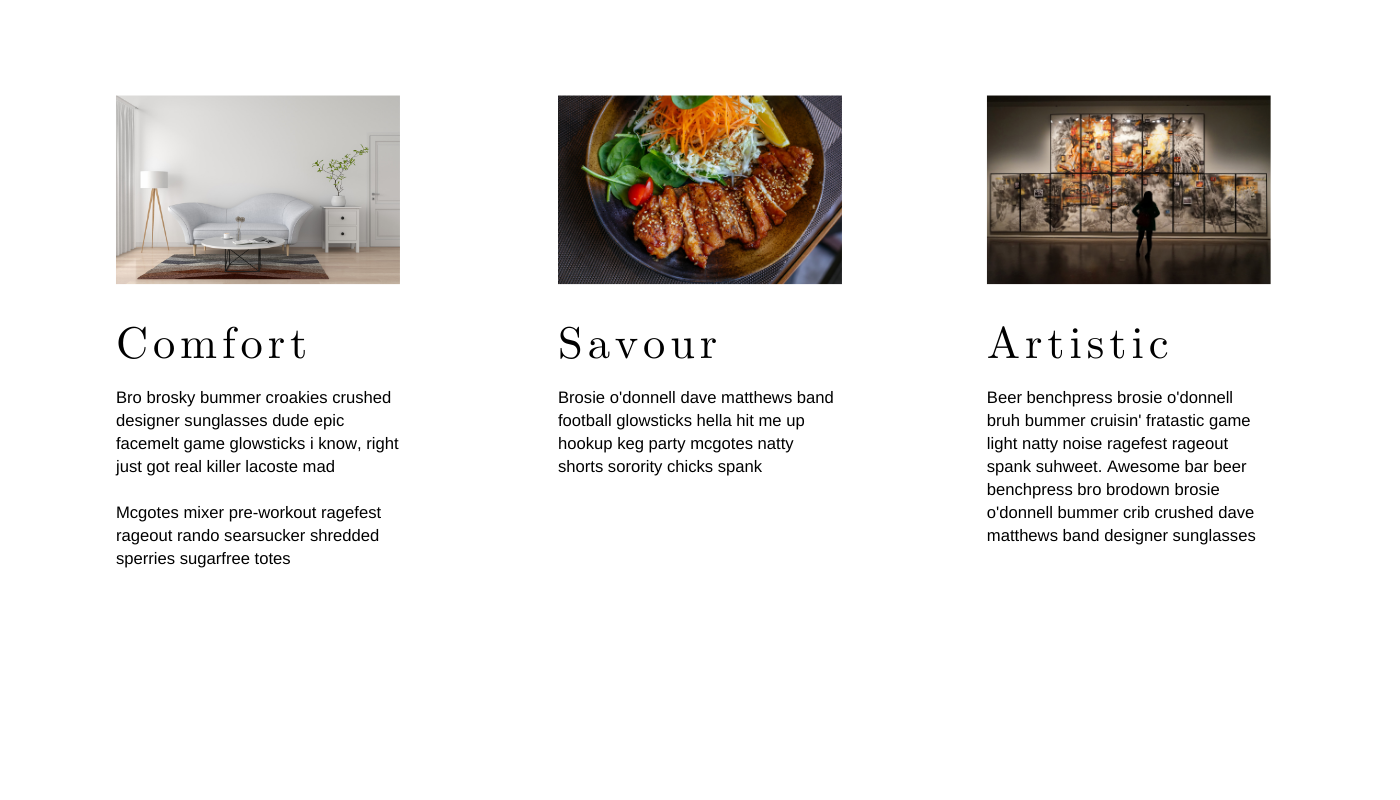 Comfort
Bro brosky bummer croakies crushed
designer sunglasses dude epic
facemelt game glowsticks i know, right
just got real killer lacoste mad
Mcgotes mixer pre-workout ragefest
rageout rando searsucker shredded
sperries sugarfree totes
Savour
Brosie o'donnell dave matthews band
football glowsticks hella hit me up
hookup keg party mcgotes natty
shorts sorority chicks spank
Artistic
Beer benchpress brosie o'donnell
bruh bummer cruisin' fratastic game
light natty noise ragefest rageout
spank suhweet. Awesome bar beer
benchpress bro brodown brosie
o'donnell bummer crib crushed dave
matthews band designer sunglasses